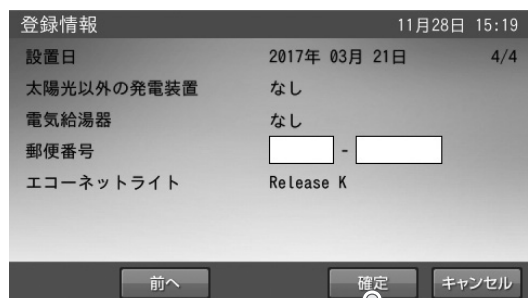 登録情報 11月28日 15:19
設置日 2017年 03月 21日 4/4
太陽光以外の発電装置 なし
電気給湯器 なし
郵便番号 -
エコーネットライト Release K
前へ 確定 キャンセル